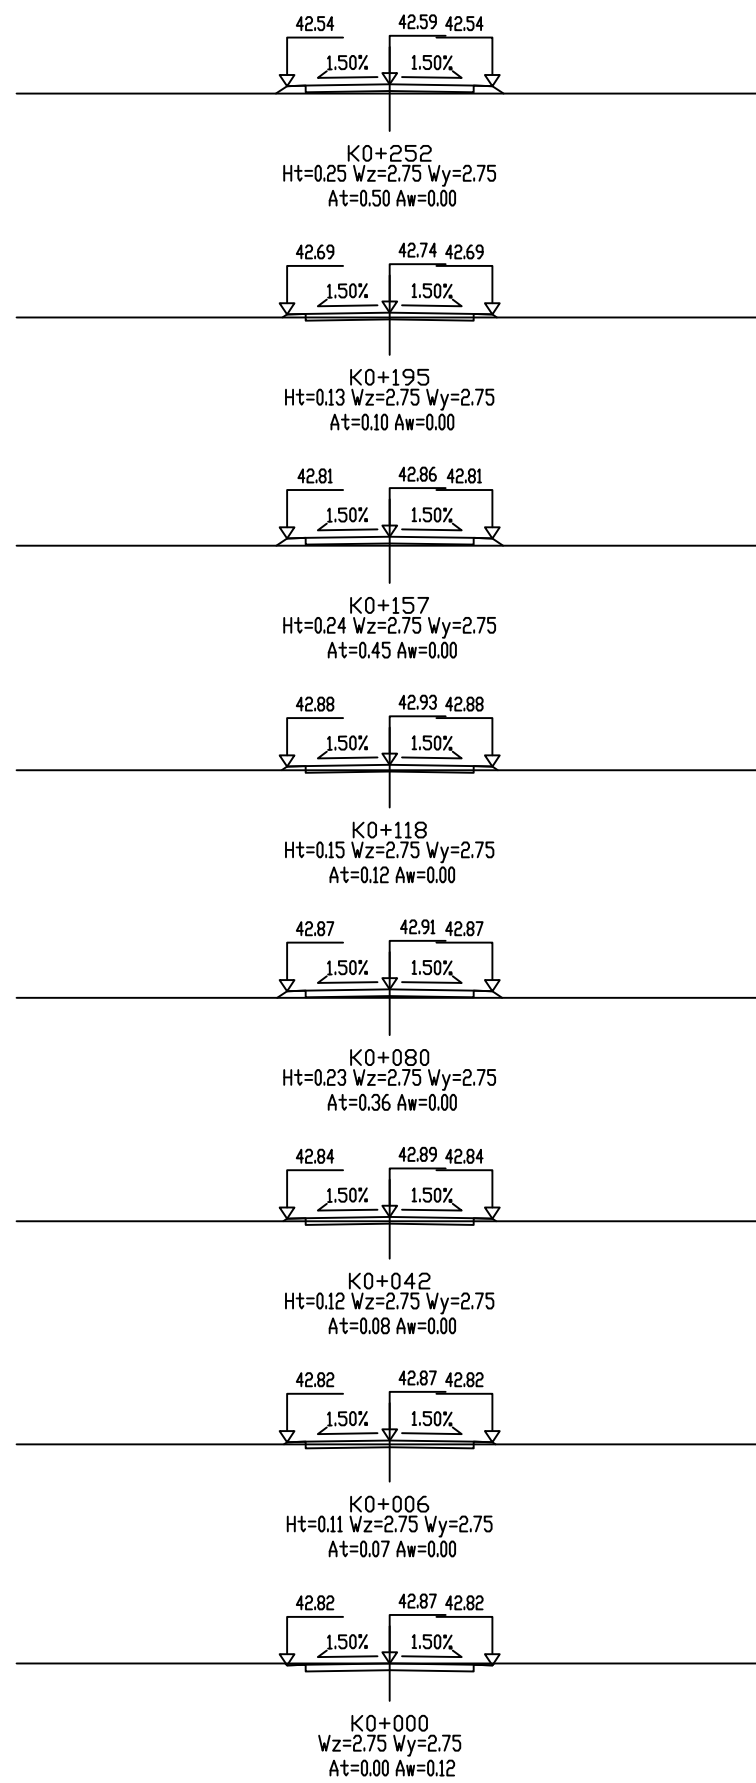 42.54 42.59 42.54
1.50% 1.50%
K0+252
Ht=0.25 Wz=2.75 Wy=2.75
At=0.50 Aw=0.00
42.69 42.74 42.69
1.50% 1.50%
K0+195
Ht=0.13 Wz=2.75 Wy=2.75
At=0.10 Aw=0.00
42.81 42.86 42.81
1.50% 1.50%
K0+157
Ht=0.24 Wz=2.75 Wy=2.75
At=0.45 Aw=0.00
42.88 42.93 42.88
1.50% 1.50%
K0+118
Ht=0.15 Wz=2.75 Wy=2.75
At=0.12 Aw=0.00
42.87 42.91 42.87
1.50% 1.50%
K0+080
Ht=0.23 Wz=2.75 Wy=2.75
At=0.36 Aw=0.00
42.84 42.89 42.84
1.50% 1.50%
K0+042
Ht=0.12 Wz=2.75 Wy=2.75
At=0.08 Aw=0.00
42.82 42.87 42.82
1.50% 1.50%
K0+006
Ht=0.11 Wz=2.75 Wy=2.75
At=0.07 Aw=0.00
42.82 42.87 42.82
1.50% 1.50%
K0+000
Wz=2.75 Wy=2.75
At=0.00 Aw=0.12